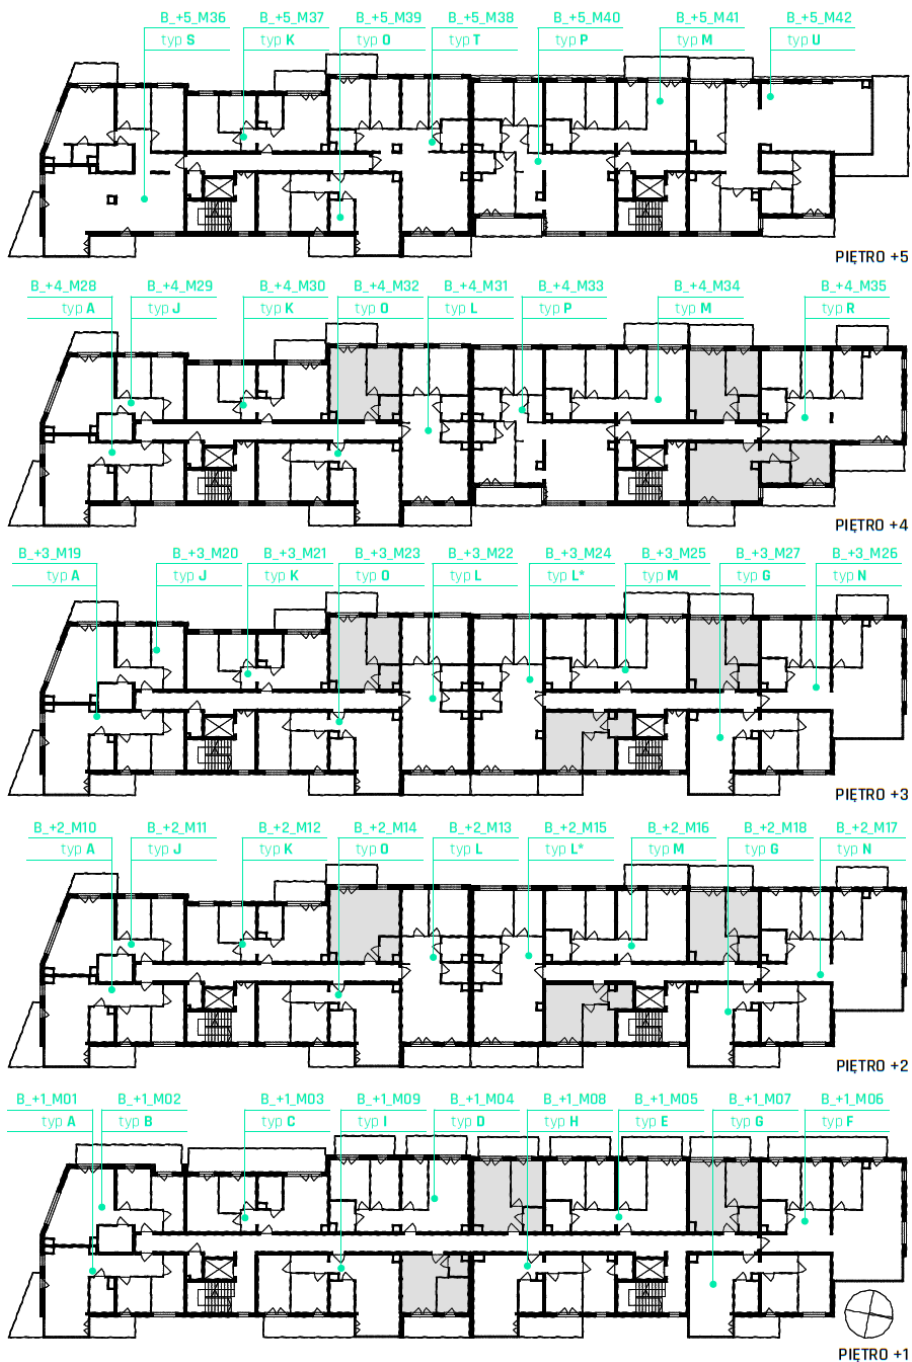 B_+5_M36 B_+5_M37 B_+5_M39 B_+5_M38 B_+5_M40 B_+5_M41 B_+5_M42
typ S typ K typ O typ T typ P typ M typ U
PIĘTRO +5
B_+4_M28 B_+4_M29 B_+4_M30 B_+4_M32 B_+4_M31 B_+4_M33 B_+4_M34 B_+4_M35
typ A typ J typ K typ O typ L typ P typ M typ R
PIĘTRO +4
B_+3_M19 B_+3_M20 B_+3_M21 B_+3_M23 B_+3_M22 B_+3_M24 B_+3_M25 B_+3_M27 B_+3_M26
typ A typ J typ K typ O typ L typ L* typ M typ G typ N
PIĘTRO +3
B_+2_M10 B_+2_M11 B_+2_M12 B_+2_M14 B_+2_M13 B_+2_M15 B_+2_M16 B_+2_M18 B_+2_M17
typ A typ J typ K typ O typ L typ L* typ M typ G typ N
PIĘTRO +2
B_+1_M01 B_+1_M02 B_+1_M03 B_+1_M09 B_+1_M04 B_+1_M08 B_+1_M05 B_+1_M07 B_+1_M06
typ A typ B typ C typ I typ D typ H typ E typ G typ F
PIĘTRO +1